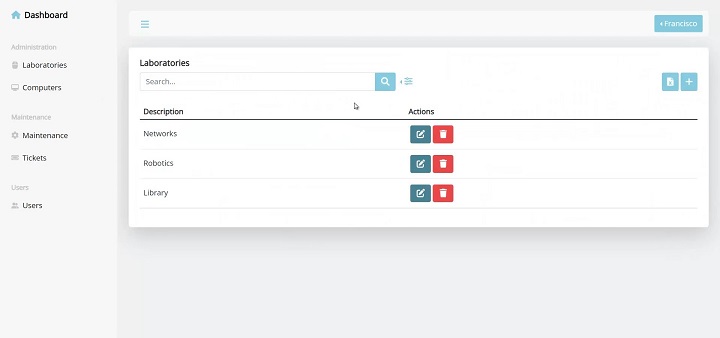 Dashboard
Administration
Laboratories
Computers
Maintenance
Maintenance
Tickets
Users
Users
Francisco
Laboratories
Search...
Description Actions
Networks
Robotics
Library